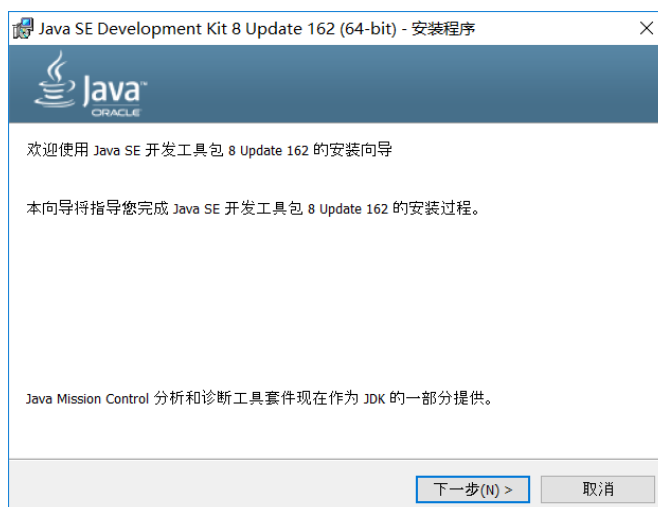 Java SE Development Kit 8 Update 162 (64-bit) - 安装程序
Java™
ORACLE
欢迎使用 Java SE 开发工具包 8 Update 162 的安装向导
本向导将指导您完成 Java SE 开发工具包 8 Update 162 的安装过程。
Java Mission Control 分析和诊断工具套件现在作为 JDK 的一部分提供。
下一步(N) >
取消